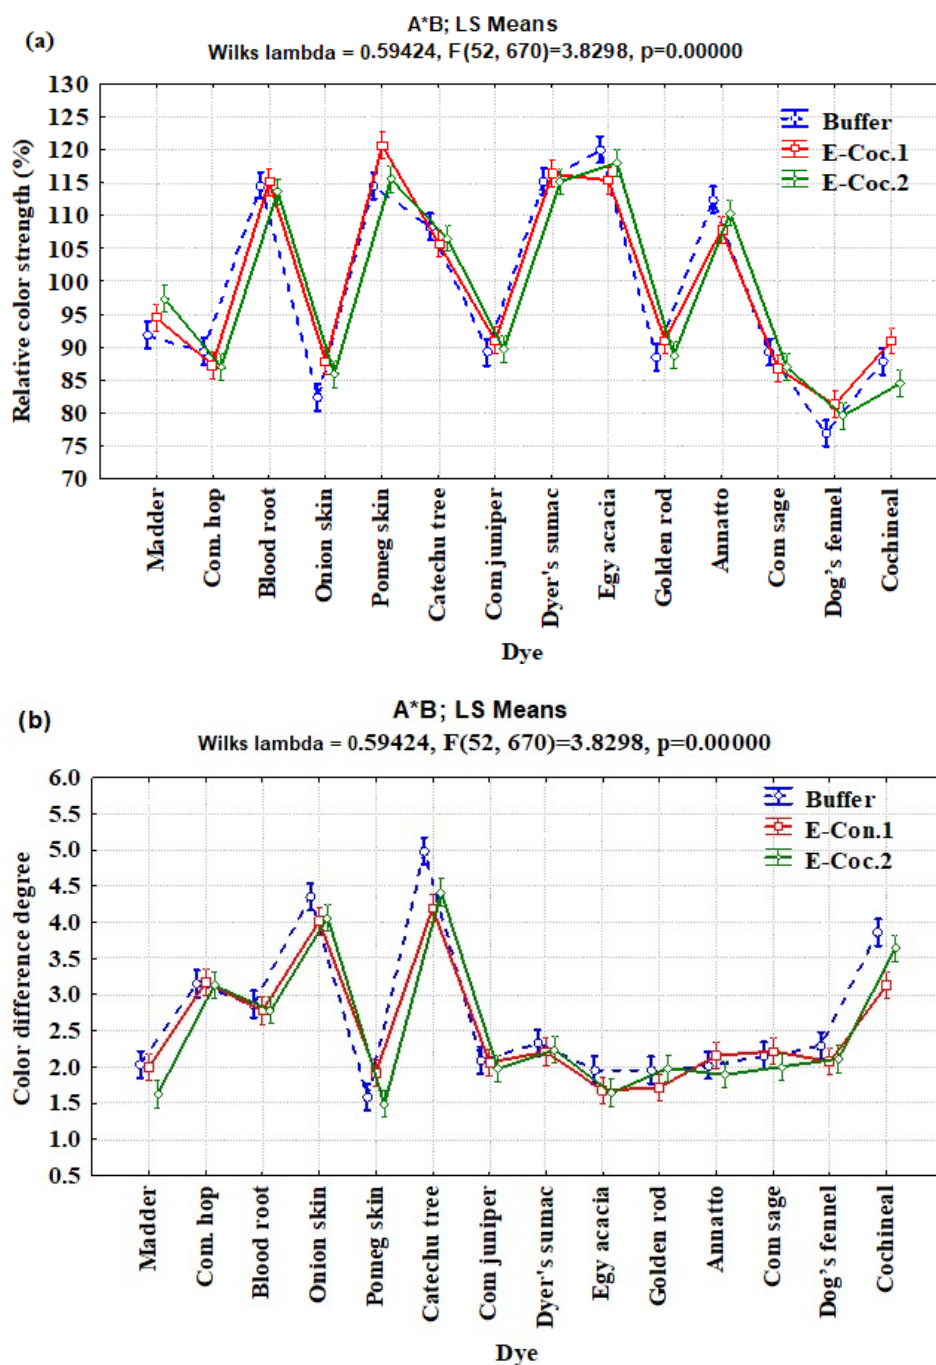 (a)
A*B; LS Means
Wilks lambda = 0.59424, F(52, 670)=3.8298, p=0.00000
Relative color strength (%)
130
125
120
115
110
105
100
95
90
85
80
75
70
Buffer
E-Coc.1
E-Coc.2
Madder
Com. hop
Blood root
Onion skin
Pomeg skin
Catechu tree
Com juniper
Dyer's sumac
Egy acacia
Golden rod
Annatto
Com sage
Dog's fennel
Cochineal
Dye
(b)
A*B; LS Means
Wilks lambda = 0.59424, F(52, 670)=3.8298, p=0.00000
Color difference degree
6.0
5.5
5.0
4.5
4.0
3.5
3.0
2.5
2.0
1.5
1.0
0.5
Buffer
E-Con.1
E-Coc.2
Madder
Com. hop
Blood root
Onion skin
Pomeg skin
Catechu tree
Com juniper
Dyer's sumac
Egy acacia
Golden rod
Annatto
Com sage
Dog's fennel
Cochineal
Dye